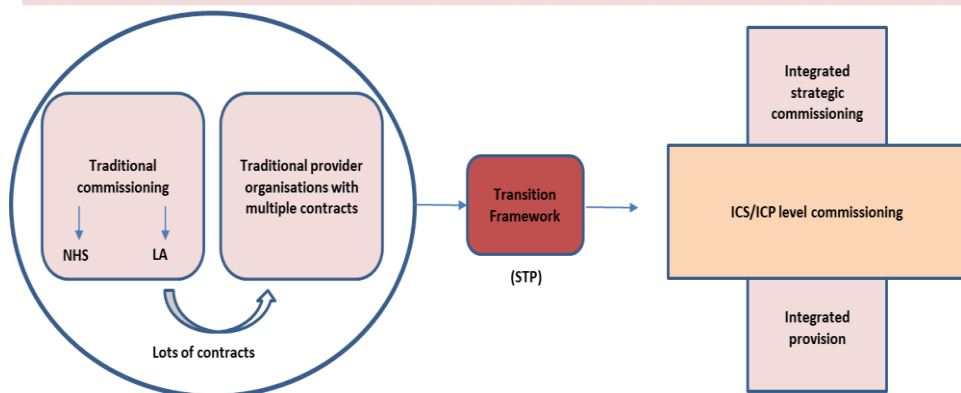 Traditional
commissioning
NHS
LA
Traditional provider
organisations with
multiple contracts
Lots of contracts
Transition
Framework
(STP)
Integrated
strategic
commissioning
ICS/ICP level commissioning
Integrated
provision